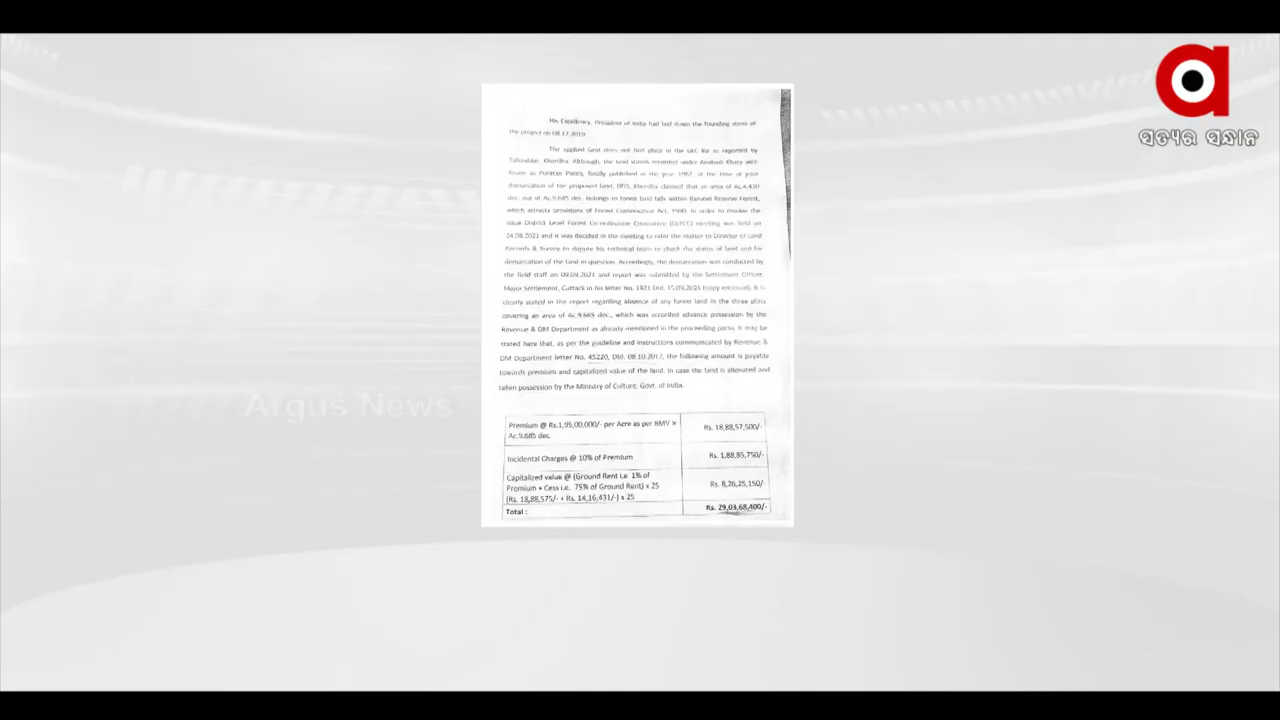 ସତ୍ୟର ସନ୍ଧାନ
His Excellency, President of India had laid down the founding stone of
the project on 08.12.2019
The applied land does not find place in the DLC list as reported by
Tahasildar, Khordha. Although, the land stands recorded under Anabadi Khata with
Kisam as Puratan Patita, finally published in the year 1962, at the time of joint
demarcation of the proposed land, DFO, Khordha claimed that an area of Ac.4.450
dec. out of Ac.9.685 dec. belongs to forest land falls within Barunei Reserve Forest,
which attracts provisions of Forest Conservation Act, 1980. In order to resolve the
issue District Level Forest Co-ordination Committee meeting was held on
24.08.2021 and it was decided in the meeting to refer the matter to Director of Land
Records & Survey to depute his technical team to check the status of land and for
demarcation of the land in question. Accordingly, the demarcation was conducted by
the field staff on 09.09.2021 and report was submitted by the Settlement Officer,
Major Settlement, Cuttack in his letter No. 1921 Dtd. 15.09.2021 (copy enclosed). It is
clearly stated in the report regarding absence of any forest land in the three plots
covering an area of Ac.9.685 dec., which was accorded advance possession by the
Revenue & DM Department as already mentioned in the preceeding paras. It may be
stated here that, as per the guideline and instructions communicated by Revenue &
DM Department letter No. 45220, Dtd. 08.10.2012, the following amount is payable
towards premium and capitalized value of the land. In case the land is alienated and
taken possession by the Ministry of Culture, Govt. of India.
Argus News
Premium @ Rs.1,95,00,000/- per Acre as per BMV x
Ac.9.685 dec.
Rs. 18,88,57,500/-
Incidental Charges @ 10% of Premium
Rs. 1,88,85,750/-
Capitalized value @ (Ground Rent i.e 1% of
Premium + Cess i.e. 75% of Ground Rent) x 25
(Rs. 18,88,575/- + Rs. 14,16,431/-) x 25
Rs. 8,26,25,150/-
Total :
Rs. 29,03,68,400/-